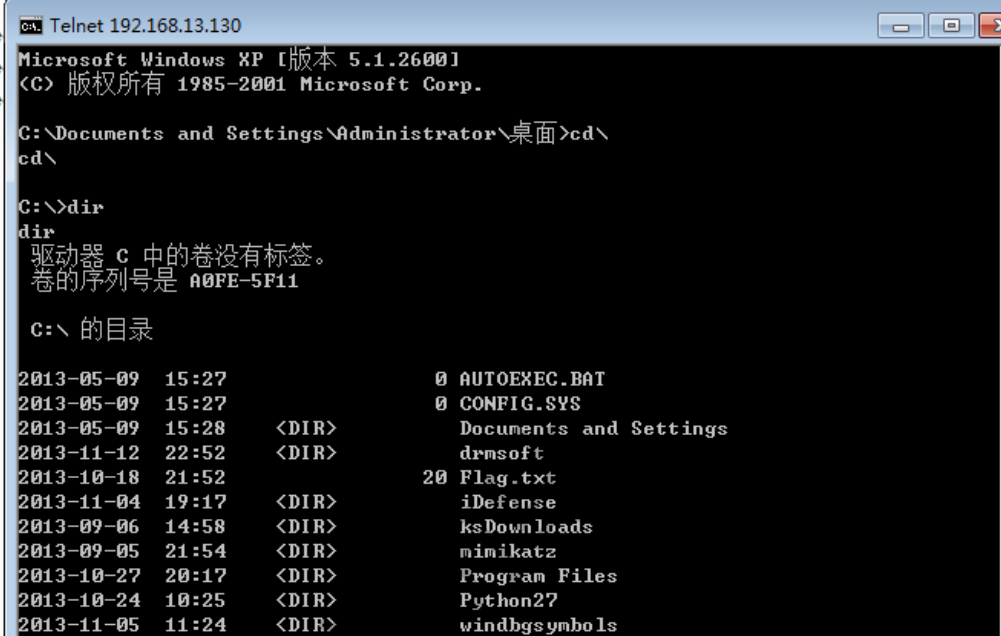 Telnet 192.168.13.130
Microsoft Windows XP [版本 5.1.2600]
(C) 版权所有 1985-2001 Microsoft Corp.
C:\Documents and Settings\Administrator\桌面>cd\
cd\
C:\>dir
dir
驱动器 C 中的卷没有标签。
卷的序列号是 A0FE-5F11
C:\ 的目录
2013-05-09  15:27                 0 AUTOEXEC.BAT
2013-05-09  15:27                 0 CONFIG.SYS
2013-05-09  15:28    <DIR>          Documents and Settings
2013-11-12  22:52    <DIR>          drmsoft
2013-10-18  21:52                20 Flag.txt
2013-11-04  19:17    <DIR>          iDefense
2013-09-06  14:58    <DIR>          ksDownloads
2013-09-05  21:54    <DIR>          mimikatz
2013-10-27  20:17    <DIR>          Program Files
2013-10-24  10:25    <DIR>          Python27
2013-11-05  11:24    <DIR>          windbgsymbols